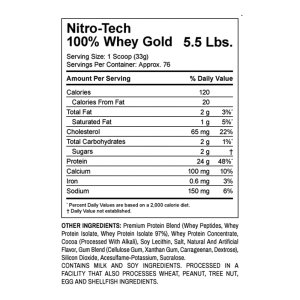 Nitro-Tech
100% Whey Gold 5.5 Lbs.
Serving Size: 1 Scoop (33g)
Servings Per Container: Approx. 76
Amount Per Serving % Daily Value
Calories 120
Calories From Fat 20
Total Fat 2 g 3%*
Saturated Fat 1 g 5%*
Cholesterol 65 mg 22%
Total Carbohydrates 2 g 1%*
Sugars 2 g †
Protein 24 g 48%*
Calcium 100 mg 10%
Iron 0.6 mg 3%
Sodium 150 mg 6%
* Percent Daily Values are based on a 2,000 calorie diet.
† Daily Value not established.
OTHER INGREDIENTS: Premium Protein Blend (Whey Peptides, Whey
Protein Isolate, Whey Protein Isolate 97%), Whey Protein Concentrate,
Cocoa (Processed With Alkali), Soy Lecithin, Salt, Natural And Artificial
Flavor, Gum Blend (Cellulose Gum, Xanthan Gum, Carrageenan, Dextrose),
Silicon Dioxide, Acesulfame-Potassium, Sucralose.
CONTAINS MILK AND SOY INGREDIENTS. PROCESSED IN A
FACILITY THAT ALSO PROCESSES WHEAT, PEANUT, TREE NUT,
EGG AND SHELLFISH INGREDIENTS.